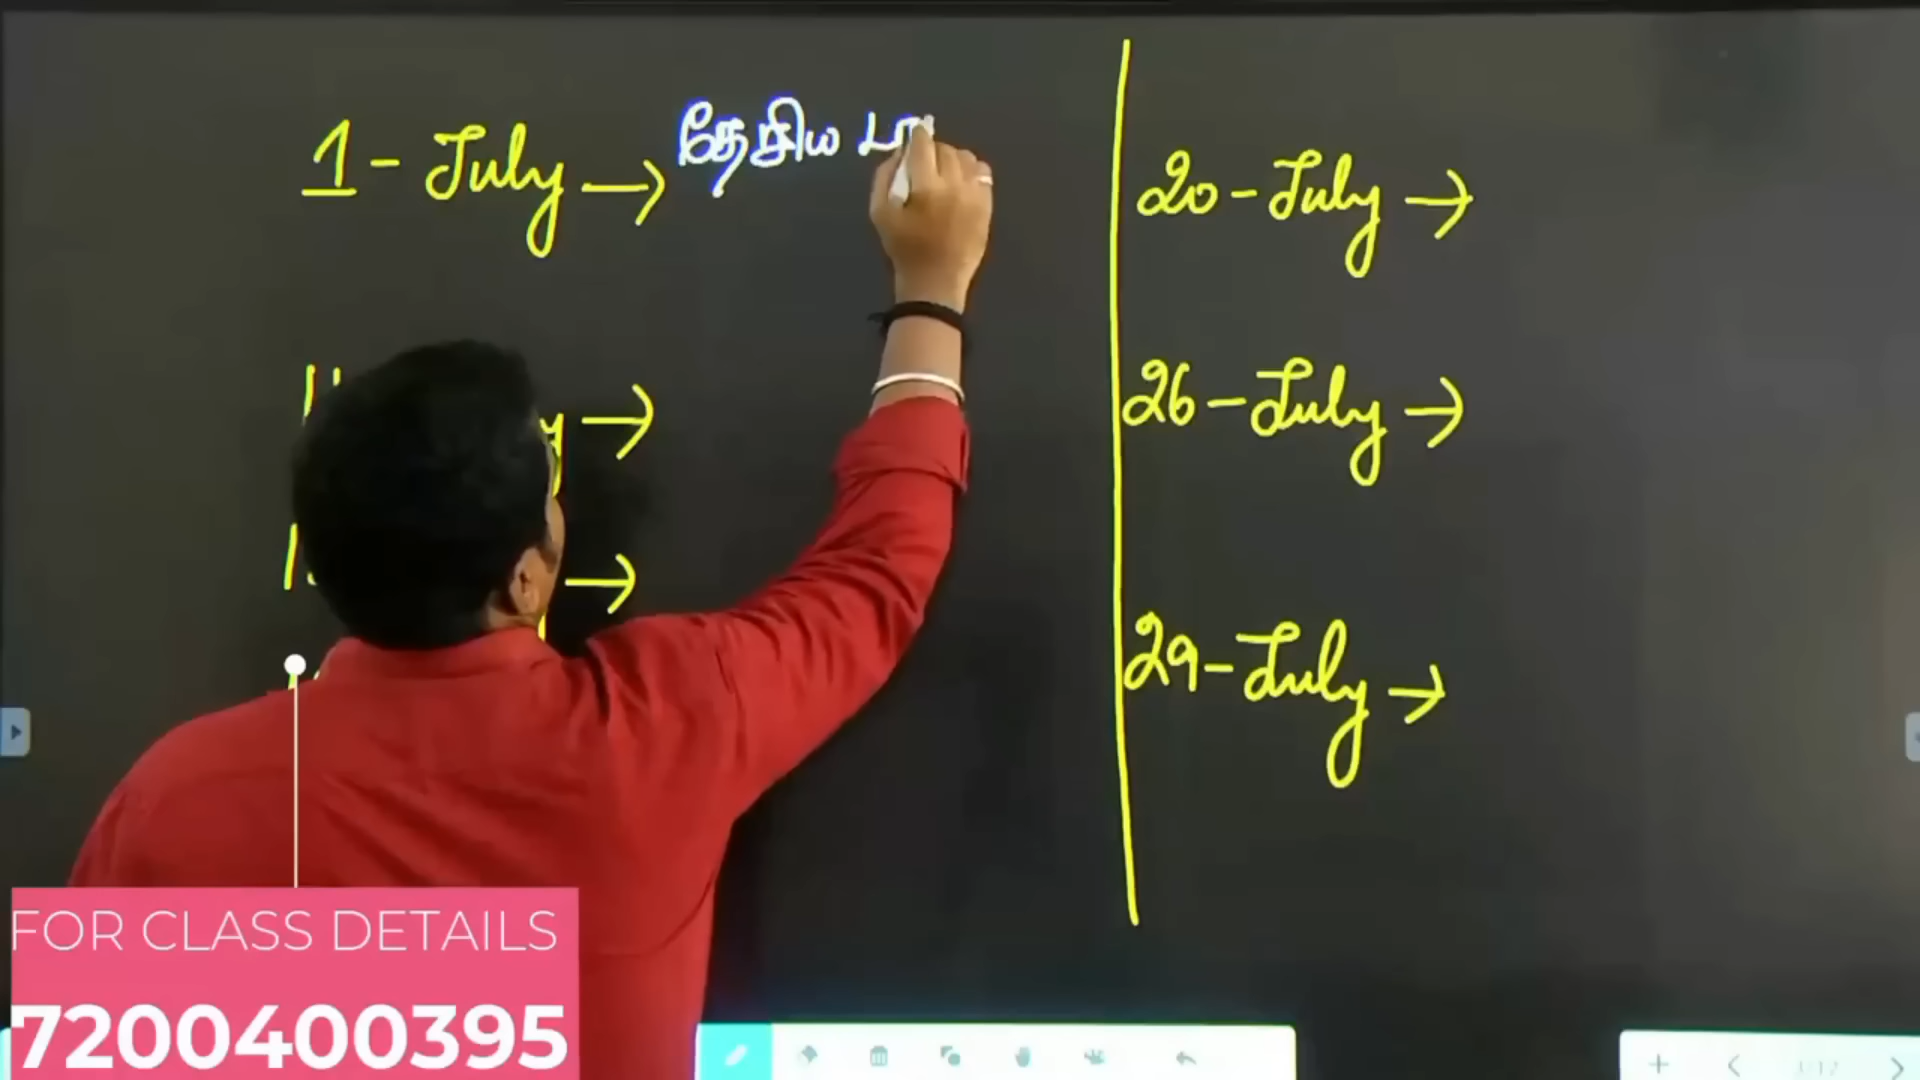 1 - July → தேசிய
→
→
20 - July →
26 - July →
29 - July →
FOR CLASS DETAILS
7200400395